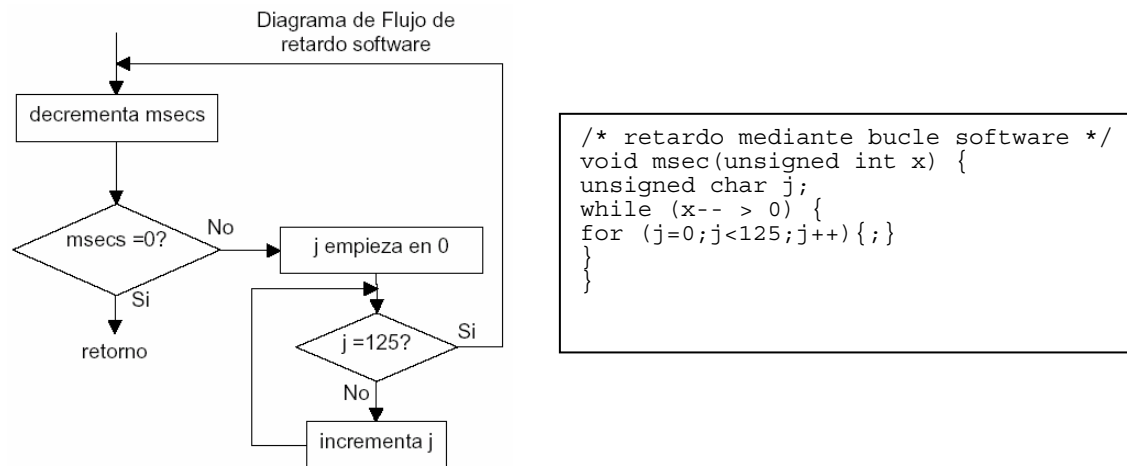 Diagrama de Flujo de
retardo software
decrementa msecs
msecs =0?
No
Si
retorno
j empieza en 0
j =125?
Si
No
incrementa j
/* retardo mediante bucle software */
void msec(unsigned int x) {
unsigned char j;
while (x-- > 0) {
for (j=0;j<125;j++){;}
}
}